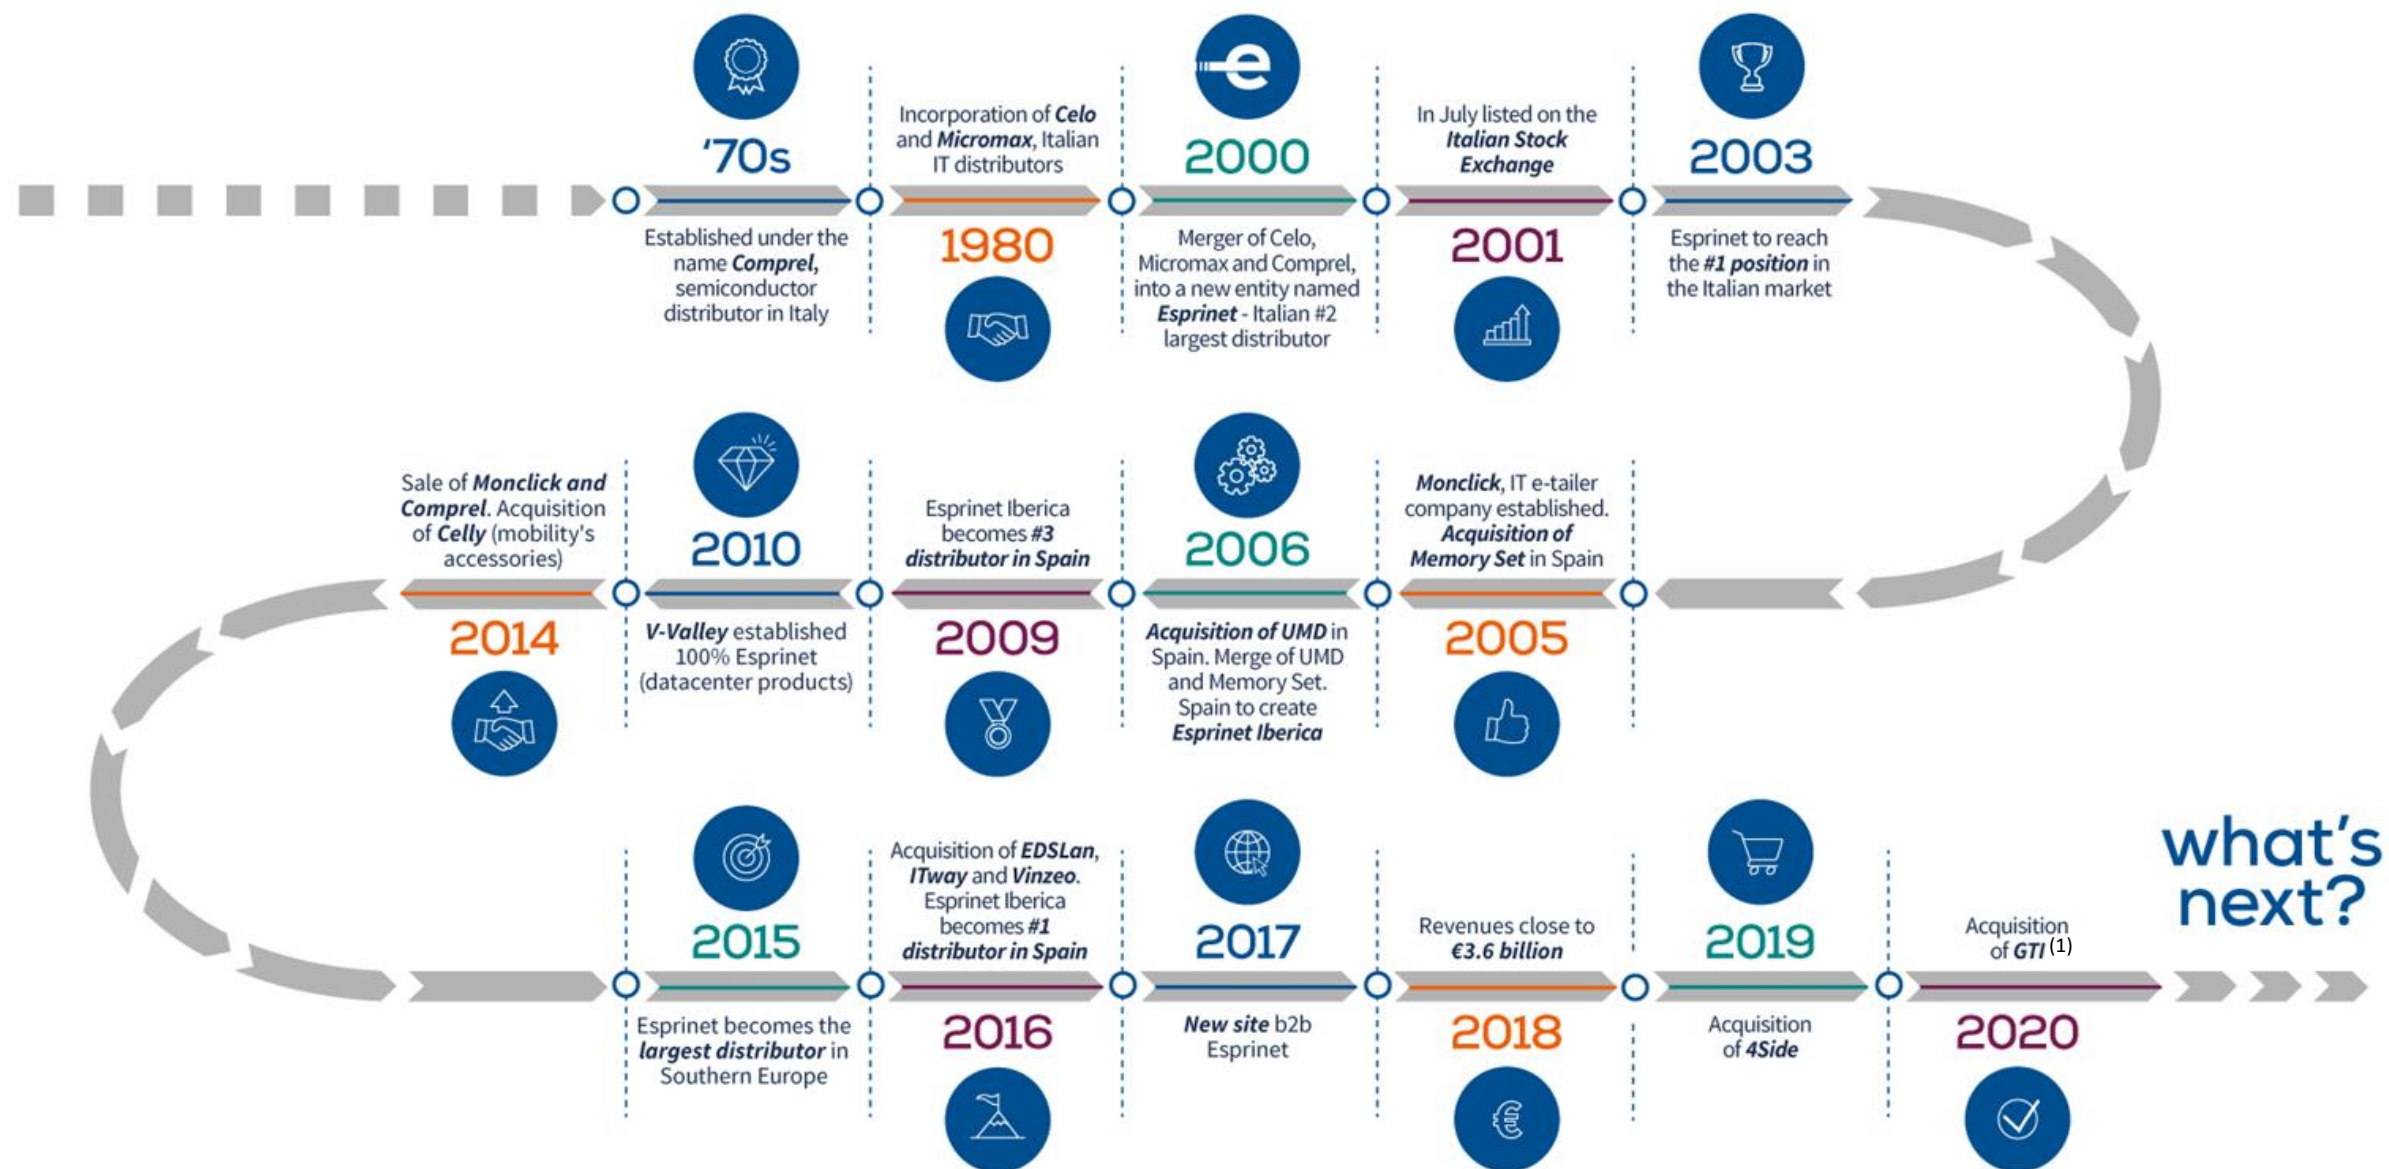 '70s
Established under the
name Comprel,
semiconductor
distributor in Italy
Incorporation of Celo
and Micromax, Italian
IT distributors
1980
e
2000
Merger of Celo,
Micromax and Comprel,
into a new entity named
Esprinet - Italian #2
largest distributor
In July listed on the
Italian Stock
Exchange
2001
2003
Esprinet to reach
the #1 position in
the Italian market
Monclick, IT e-tailer
company established.
Acquisition of
Memory Set in Spain
2005
2006
Acquisition of UMD in
Spain. Merge of UMD
and Memory Set.
Spain to create
Esprinet Iberica
Esprinet Iberica
becomes #3
distributor in Spain
2009
2010
V-Valley established
100% Esprinet
(datacenter products)
Sale of Monclick and
Comprel. Acquisition
of Celly (mobility's
accessories)
2014
2015
Esprinet becomes the
largest distributor in
Southern Europe
Acquisition of EDSLan,
ITway and Vinzeo.
Esprinet Iberica
becomes #1
distributor in Spain
2016
2017
New site b2b
Esprinet
Revenues close to
€3.6 billion
2018
€
2019
Acquisition
of 4Side
Acquisition
of GTI (1)
2020
what's
next?